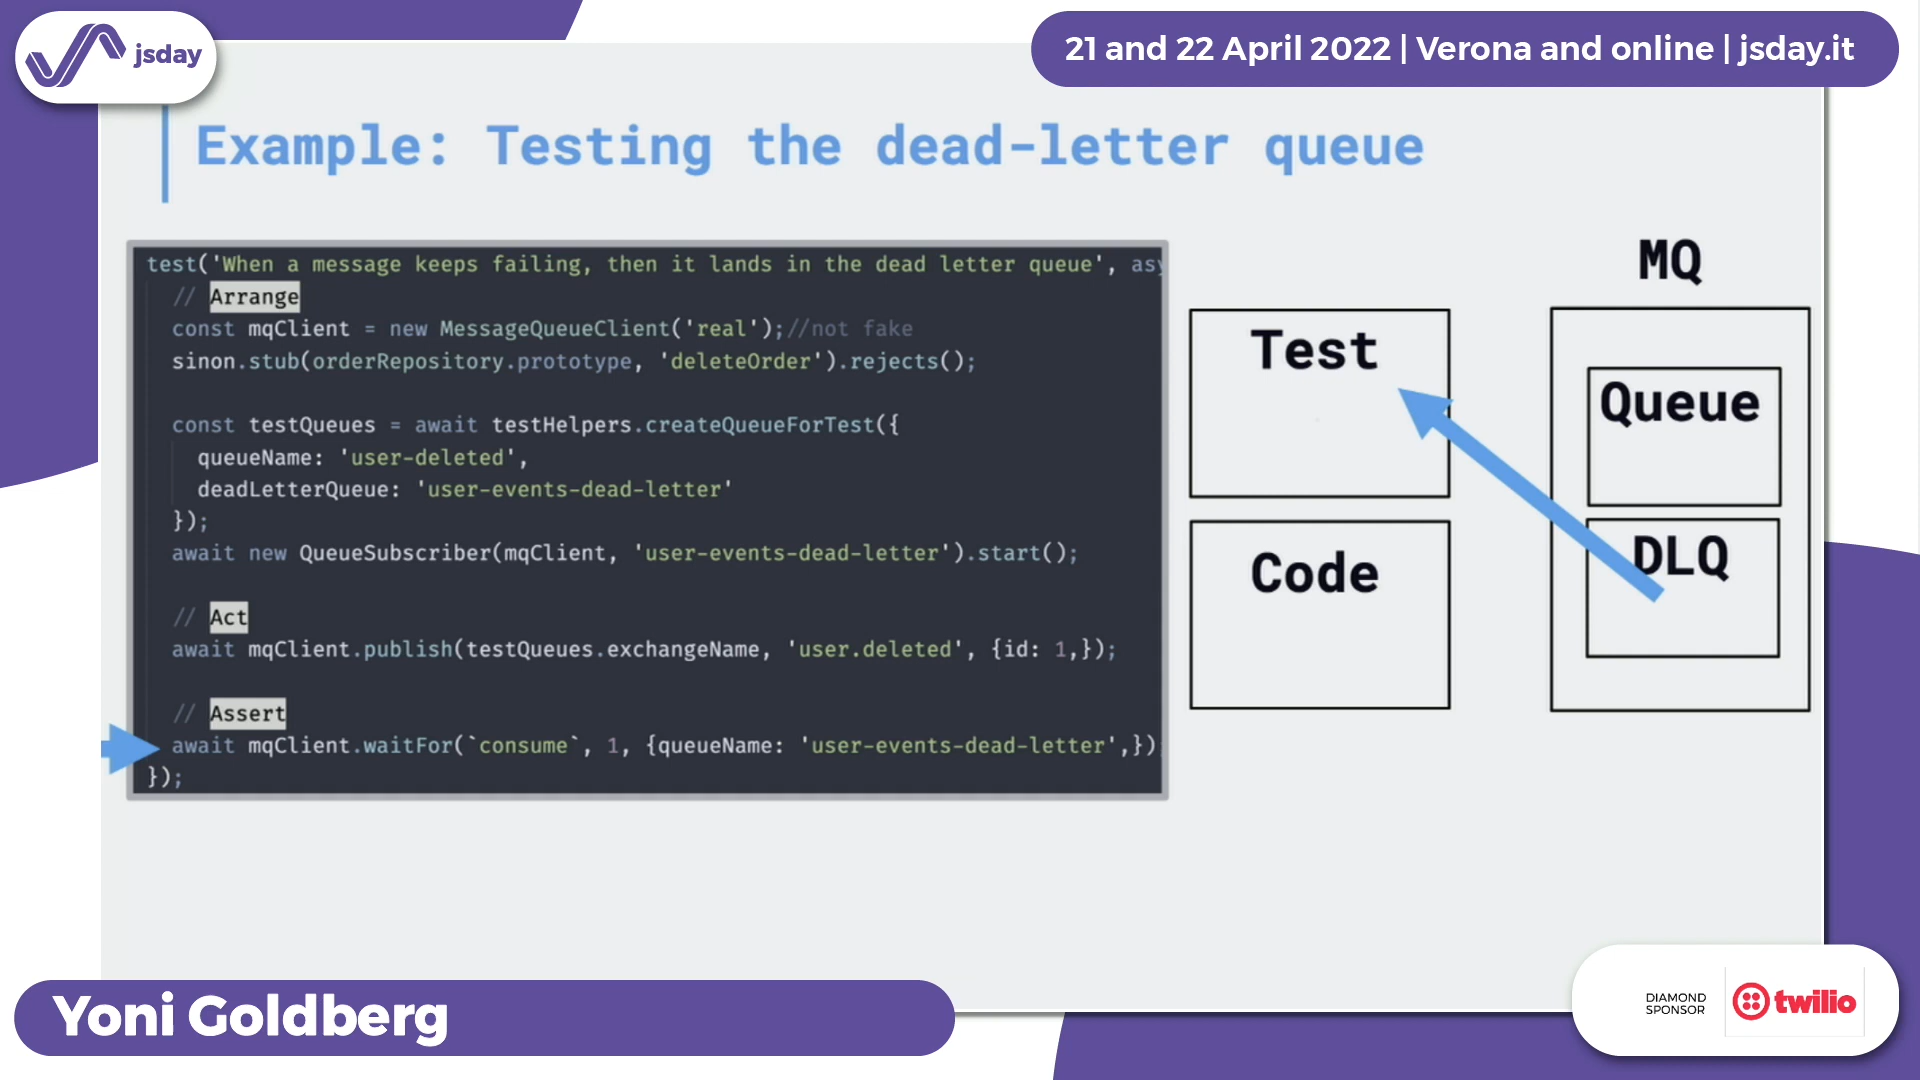 jsday
21 and 22 April 2022 | Verona and online | jsday.it
Example: Testing the dead-letter queue
test('When a message keeps failing, then it lands in the dead letter queue', asy
// Arrange
const mqClient = new MessageQueueClient('real');//not fake
sinon.stub(orderRepository.prototype, 'deleteOrder').rejects();
const testQueues = await testHelpers.createQueueForTest({
queueName: 'user-deleted',
deadLetterQueue: 'user-events-dead-letter'
});
await new QueueSubscriber(mqClient, 'user-events-dead-letter').start();
// Act
await mqClient.publish(testQueues.exchangeName, 'user.deleted', {id: 1,});
// Assert
await mqClient.waitFor(`consume`, 1, {queueName: 'user-events-dead-letter',})
});
Test
Code
MQ
Queue
DLQ
Yoni Goldberg
DIAMOND
SPONSOR
twilio